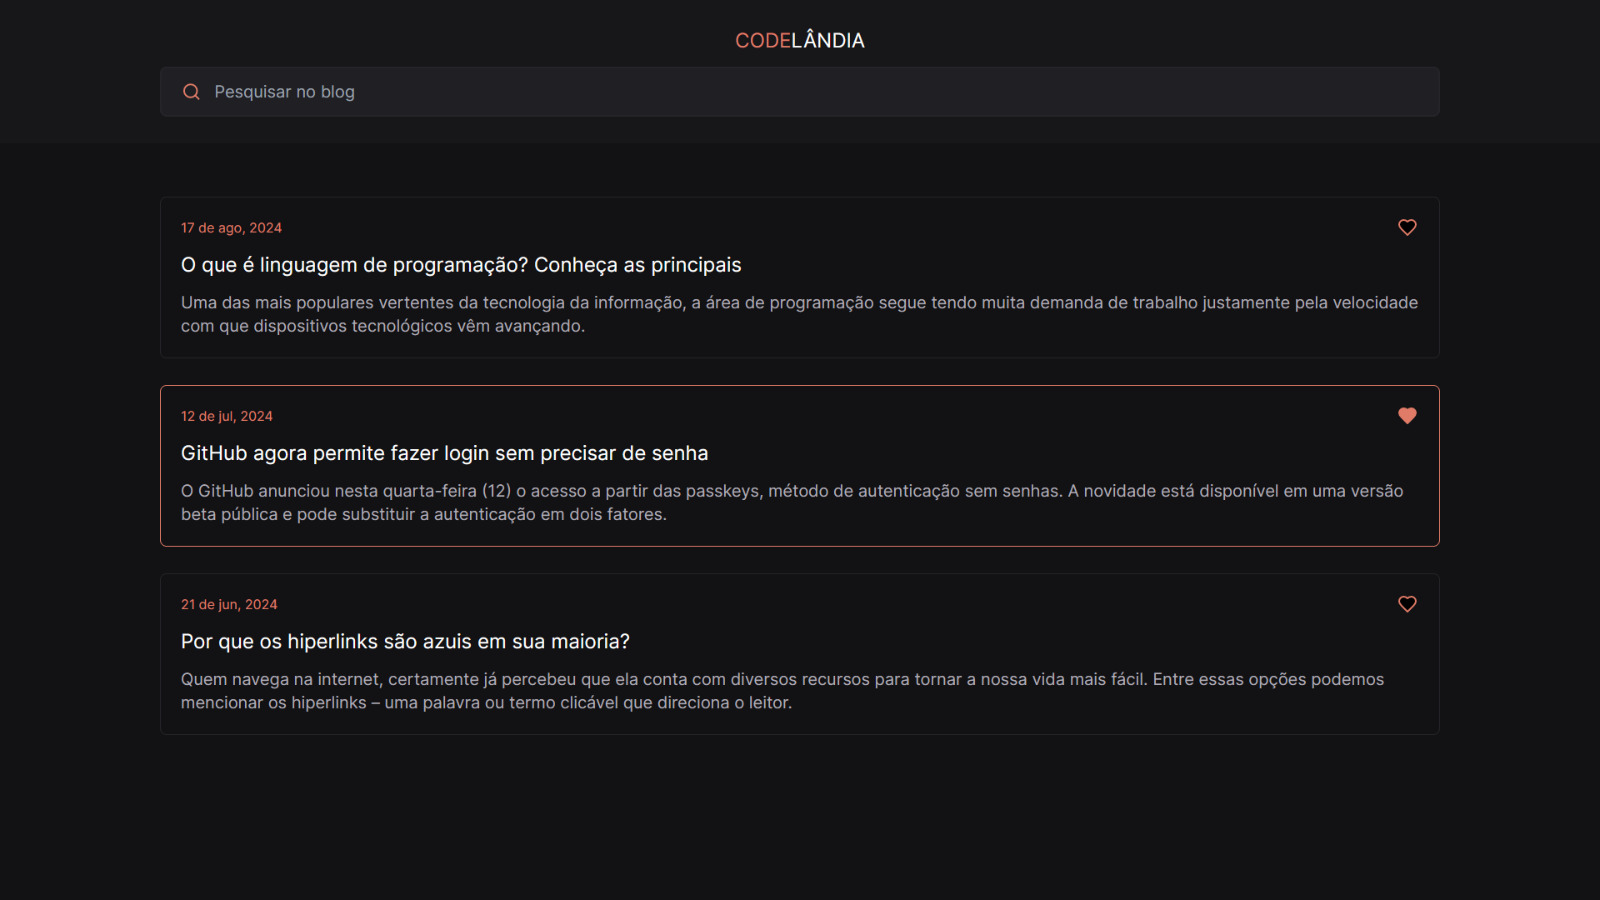 CODELÂNDIA
Pesquisar no blog
17 de ago, 2024
O que é linguagem de programação? Conheça as principais
Uma das mais populares vertentes da tecnologia da informação, a área de programação segue tendo muita demanda de trabalho justamente pela velocidade
com que dispositivos tecnológicos vêm avançando.
12 de jul, 2024
GitHub agora permite fazer login sem precisar de senha
O GitHub anunciou nesta quarta-feira (12) o acesso a partir das passkeys, método de autenticação sem senhas. A novidade está disponível em uma versão
beta pública e pode substituir a autenticação em dois fatores.
21 de jun, 2024
Por que os hiperlinks são azuis em sua maioria?
Quem navega na internet, certamente já percebeu que ela conta com diversos recursos para tornar a nossa vida mais fácil. Entre essas opções podemos
mencionar os hiperlinks – uma palavra ou termo clicável que direciona o leitor.